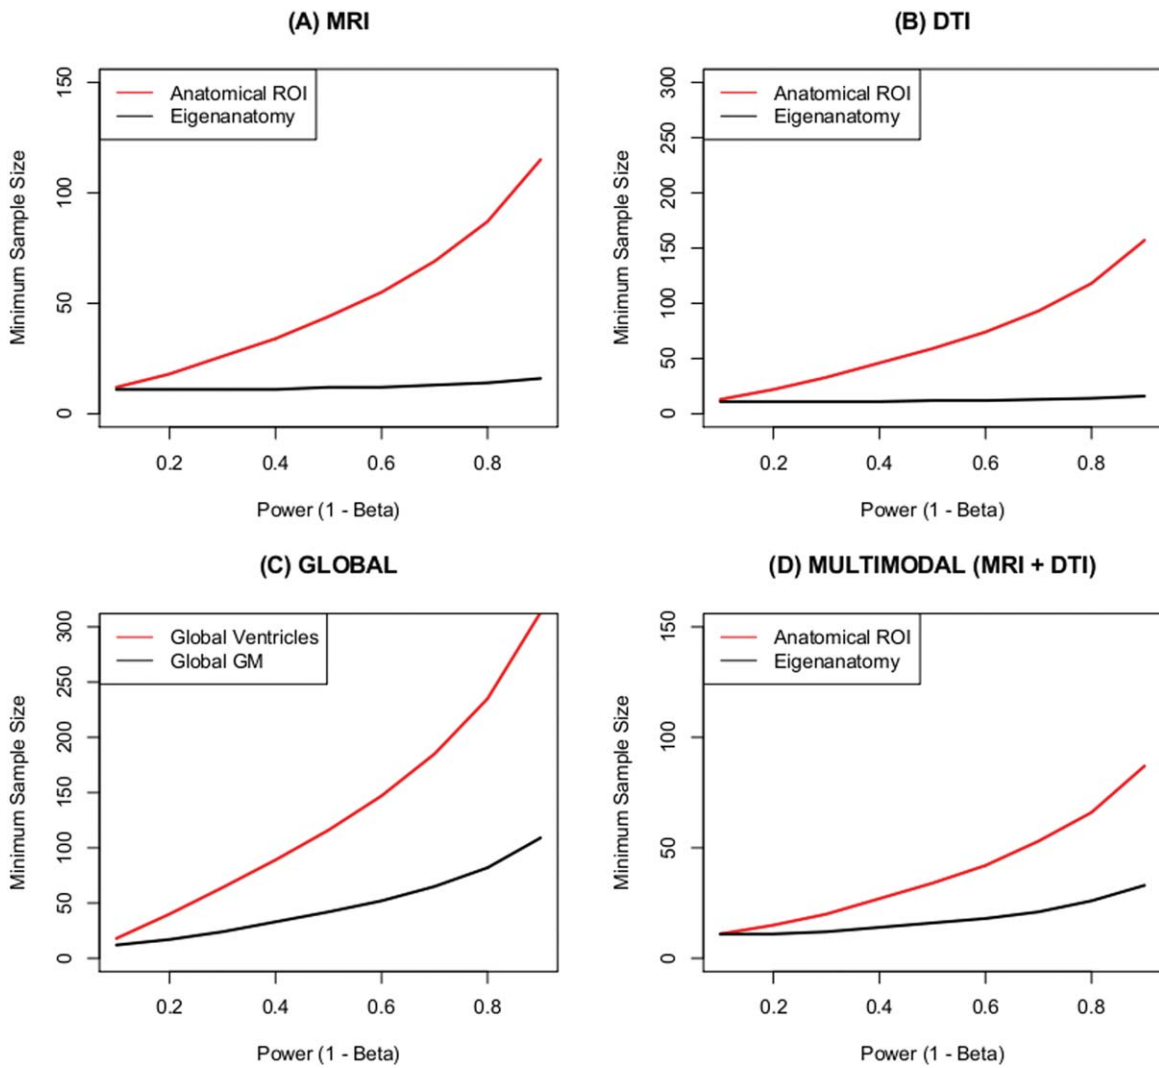 (A) MRI
Anatomical ROI
Eigenanatomy
Minimum Sample Size
150
100
50
0
0.2 0.4 0.6 0.8
Power (1 - Beta)
(B) DTI
Anatomical ROI
Eigenanatomy
Minimum Sample Size
300
250
200
150
100
50
0
0.2 0.4 0.6 0.8
Power (1 - Beta)
(C) GLOBAL
Global Ventricles
Global GM
Minimum Sample Size
300
250
200
150
100
50
0
0.2 0.4 0.6 0.8
Power (1 - Beta)
(D) MULTIMODAL (MRI + DTI)
Anatomical ROI
Eigenanatomy
Minimum Sample Size
150
100
50
0
0.2 0.4 0.6 0.8
Power (1 - Beta)